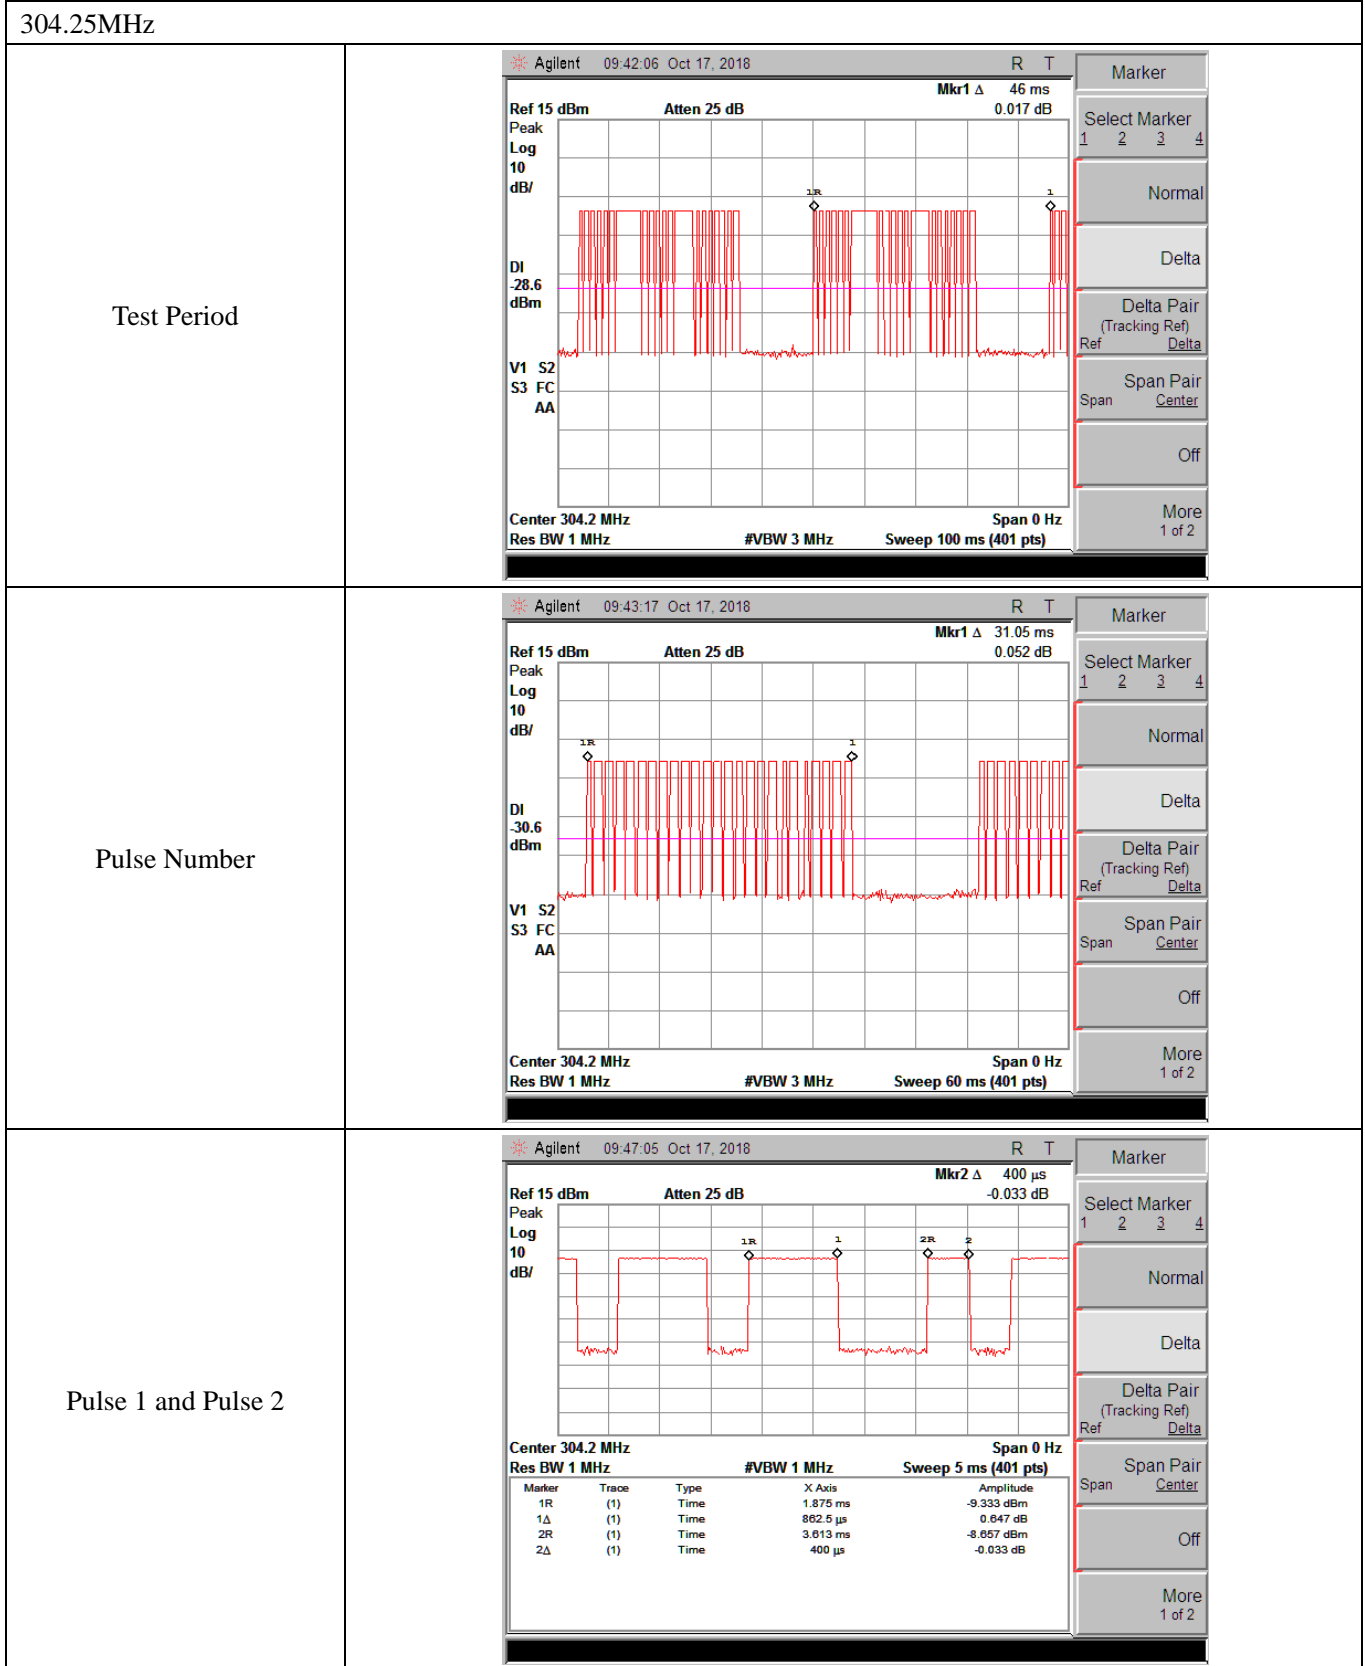 304.25MHz
Test Period
Agilent 09:42:06 Oct 17, 2018 R T
Mkr1 Δ 46 ms
Ref 15 dBm Atten 25 dB 0.017 dB
Peak
Log
10
dB/
1R 1
DI
-28.6
dBm
V1 S2
S3 FC
AA
Center 304.2 MHz Span 0 Hz
Res BW 1 MHz #VBW 3 MHz Sweep 100 ms (401 pts)
Marker
Select Marker
1 2 3 4
Normal
Delta
Delta Pair
(Tracking Ref)
Ref Delta
Span Pair
Span Center
Off
More
1 of 2
Pulse Number
Agilent 09:43:17 Oct 17, 2018 R T
Mkr1 Δ 31.05 ms
Ref 15 dBm Atten 25 dB 0.052 dB
Peak
Log
10
dB/
1R 1
DI
-30.6
dBm
V1 S2
S3 FC
AA
Center 304.2 MHz Span 0 Hz
Res BW 1 MHz #VBW 3 MHz Sweep 60 ms (401 pts)
Marker
Select Marker
1 2 3 4
Normal
Delta
Delta Pair
(Tracking Ref)
Ref Delta
Span Pair
Span Center
Off
More
1 of 2
Pulse 1 and Pulse 2
Agilent 09:47:05 Oct 17, 2018 R T
Mkr2 Δ 400 µs
Ref 15 dBm Atten 25 dB -0.033 dB
Peak
Log
10
dB/
1R 1 2R 2
Center 304.2 MHz Span 0 Hz
Res BW 1 MHz #VBW 1 MHz Sweep 5 ms (401 pts)
Marker Trace Type X Axis Amplitude
1R (1) Time 1.875 ms -9.333 dBm
1Δ (1) Time 862.5 µs 0.647 dB
2R (1) Time 3.613 ms -8.657 dBm
2Δ (1) Time 400 µs -0.033 dB
Marker
Select Marker
1 2 3 4
Normal
Delta
Delta Pair
(Tracking Ref)
Ref Delta
Span Pair
Span Center
Off
More
1 of 2